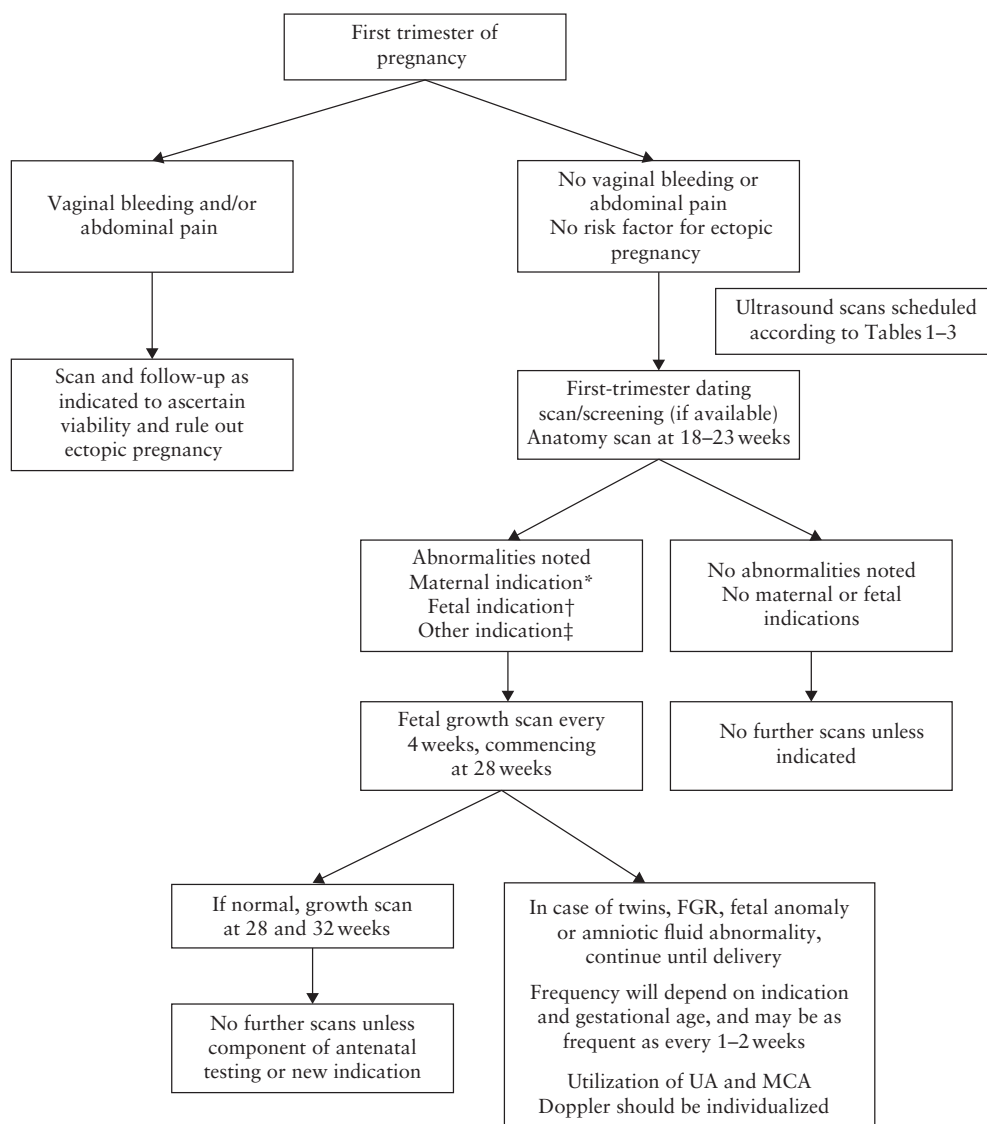 First trimester of
pregnancy
Vaginal bleeding and/or
abdominal pain
No vaginal bleeding or
abdominal pain
No risk factor for ectopic
pregnancy
Ultrasound scans scheduled
according to Tables 1–3
Scan and follow-up as
indicated to ascertain
viability and rule out
ectopic pregnancy
First-trimester dating
scan/screening (if available)
Anatomy scan at 18–23 weeks
Abnormalities noted
Maternal indication*
Fetal indication†
Other indication‡
No abnormalities noted
No maternal or fetal
indications
Fetal growth scan every
4 weeks, commencing
at 28 weeks
No further scans unless
indicated
If normal, growth scan
at 28 and 32 weeks
In case of twins, FGR, fetal anomaly
or amniotic fluid abnormality,
continue until delivery
Frequency will depend on indication
and gestational age, and may be as
frequent as every 1–2 weeks
Utilization of UA and MCA
Doppler should be individualized
No further scans unless
component of antenatal
testing or new indication